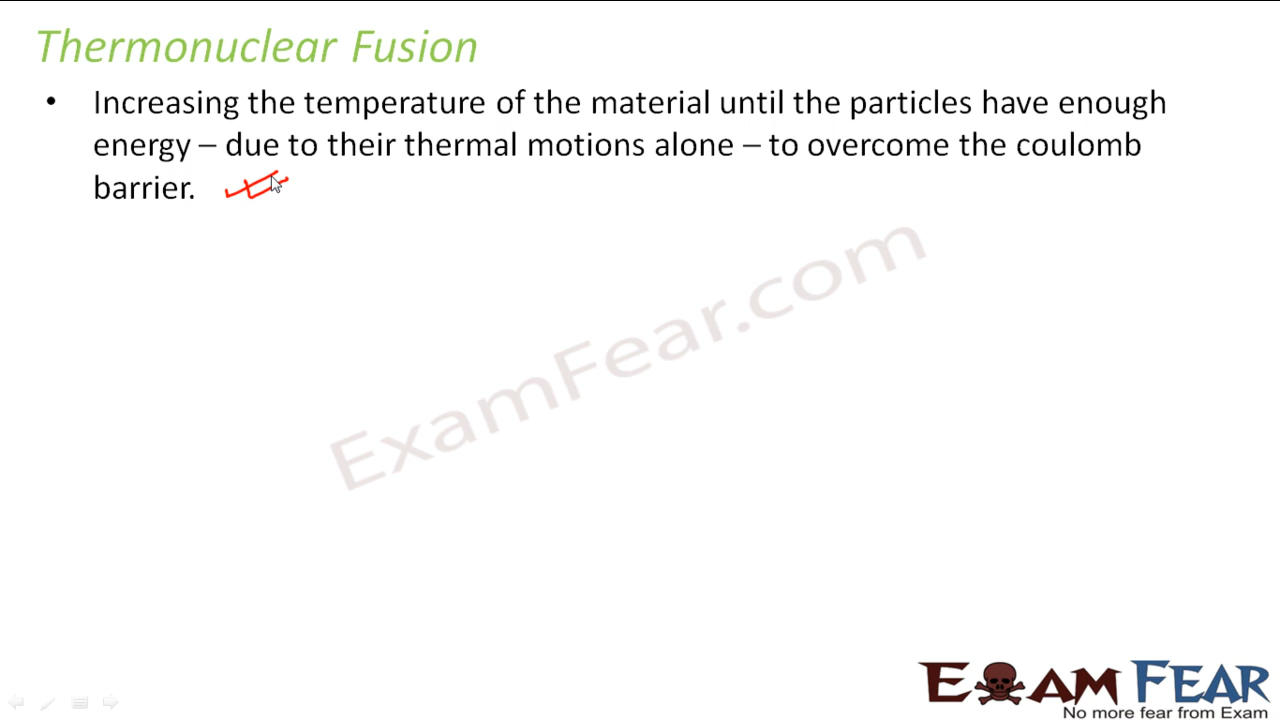 Thermonuclear Fusion
• Increasing the temperature of the material until the particles have enough
energy – due to their thermal motions alone – to overcome the coulomb
barrier.
ExamFear.com
EXAM FEAR
No more fear from Exam